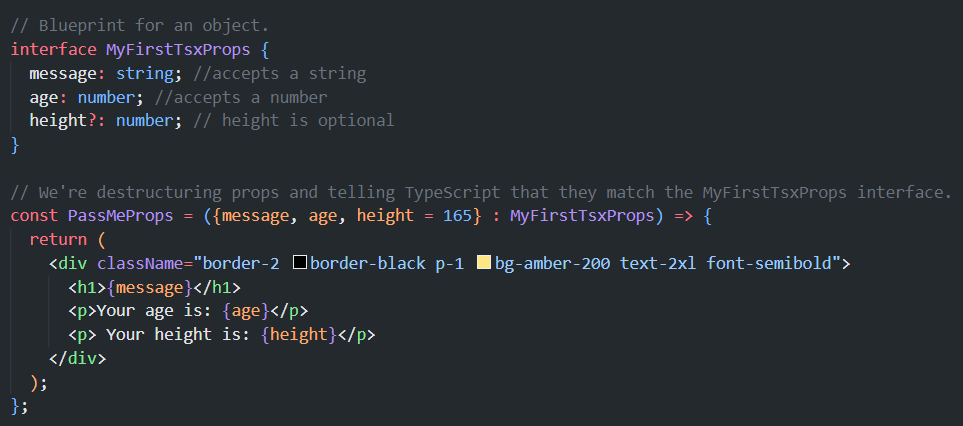 // Blueprint for an object.
interface MyFirstTsxProps {
  message: string; //accepts a string
  age: number; //accepts a number
  height?: number; // height is optional
}

// We're destructuring props and telling TypeScript that they match the MyFirstTsxProps interface.
const PassMeProps = ({message, age, height = 165} : MyFirstTsxProps) => {
  return (
    <div className="border-2 border-black p-1 bg-amber-200 text-2xl font-semibold">
      <h1>{message}</h1>
      <p>Your age is: {age}</p>
      <p> Your height is: {height}</p>
    </div>
  );
};